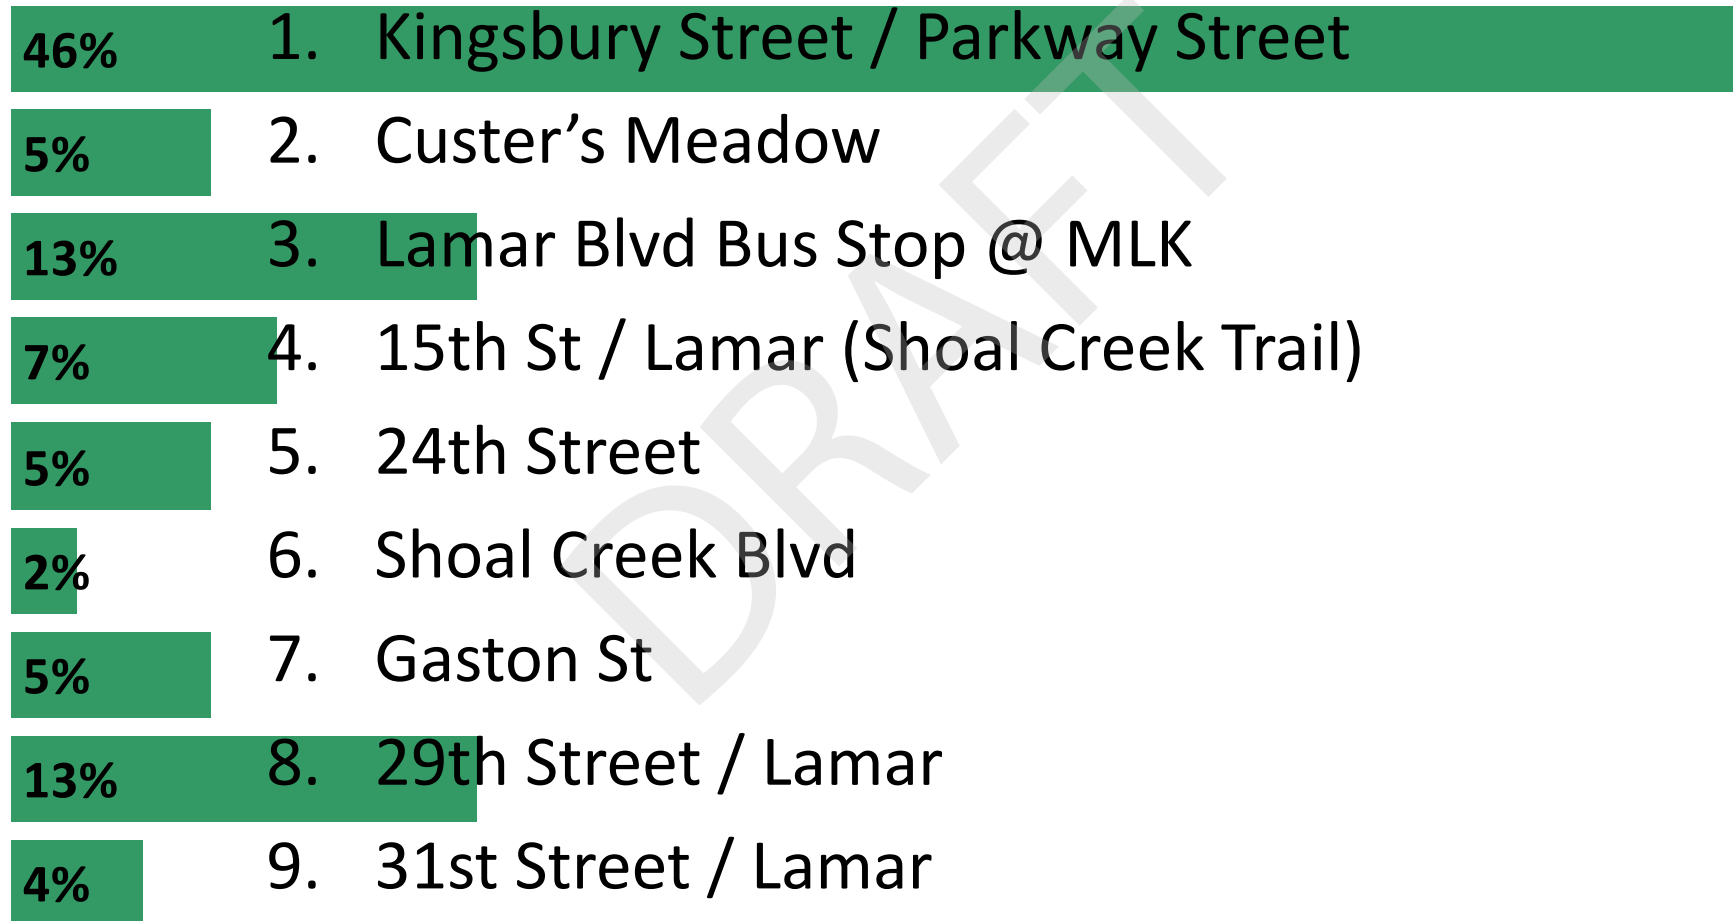 46% 1. Kingsbury Street / Parkway Street
5% 2. Custer’s Meadow
13% 3. Lamar Blvd Bus Stop @ MLK
7% 4. 15th St / Lamar (Shoal Creek Trail)
5% 5. 24th Street
2% 6. Shoal Creek Blvd
5% 7. Gaston St
13% 8. 29th Street / Lamar
4% 9. 31st Street / Lamar
DRAFT